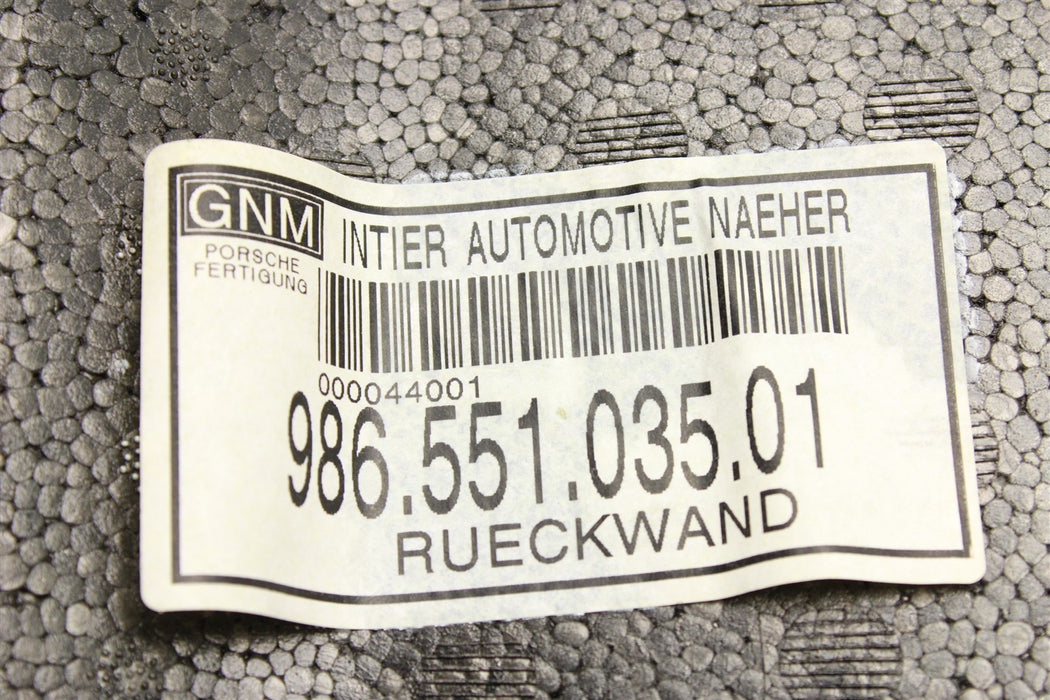 GNM
PORSCHE
FERTIGUNG
INTIER AUTOMOTIVE NAEHER
000044001
986.551.035.01
RUECKWAND